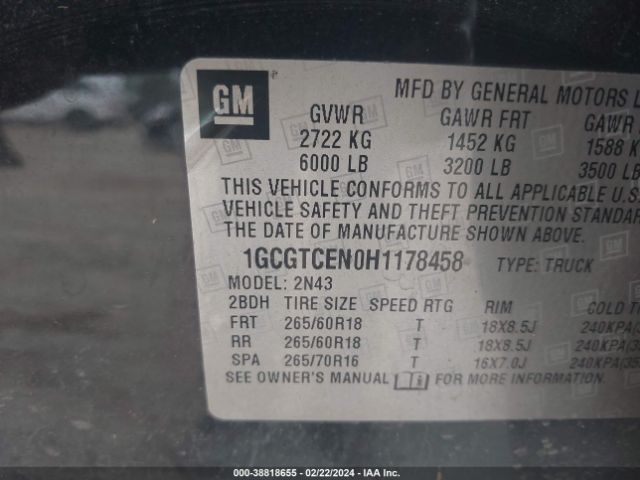 GM
MFD BY GENERAL MOTORS
GVWR GAWR FRT GAWR
2722 KG 1452 KG 1588
6000 LB 3200 LB 3500 LB
THIS VEHICLE CONFORMS TO ALL APPLICABLE U.S.
VEHICLE SAFETY AND THEFT PREVENTION
THE DATE OF MANUFACTURE SHOWN ABOVE.
1GCGTCEN0H1178458 TYPE: TRUCK
MODEL: 2N43
2BDH TIRE SIZE SPEED RTG RIM COLD
FRT 265/60R18 T 18X8.5J 240KPA
RR 265/60R18 T 18X8.5J 240KPA(35
SPA 265/70R16 T 16X7.0J 240KPA(35
SEE OWNER'S MANUAL FOR MORE INFORMATION.
000-38818655 - 02/22/2024 - IAA Inc.